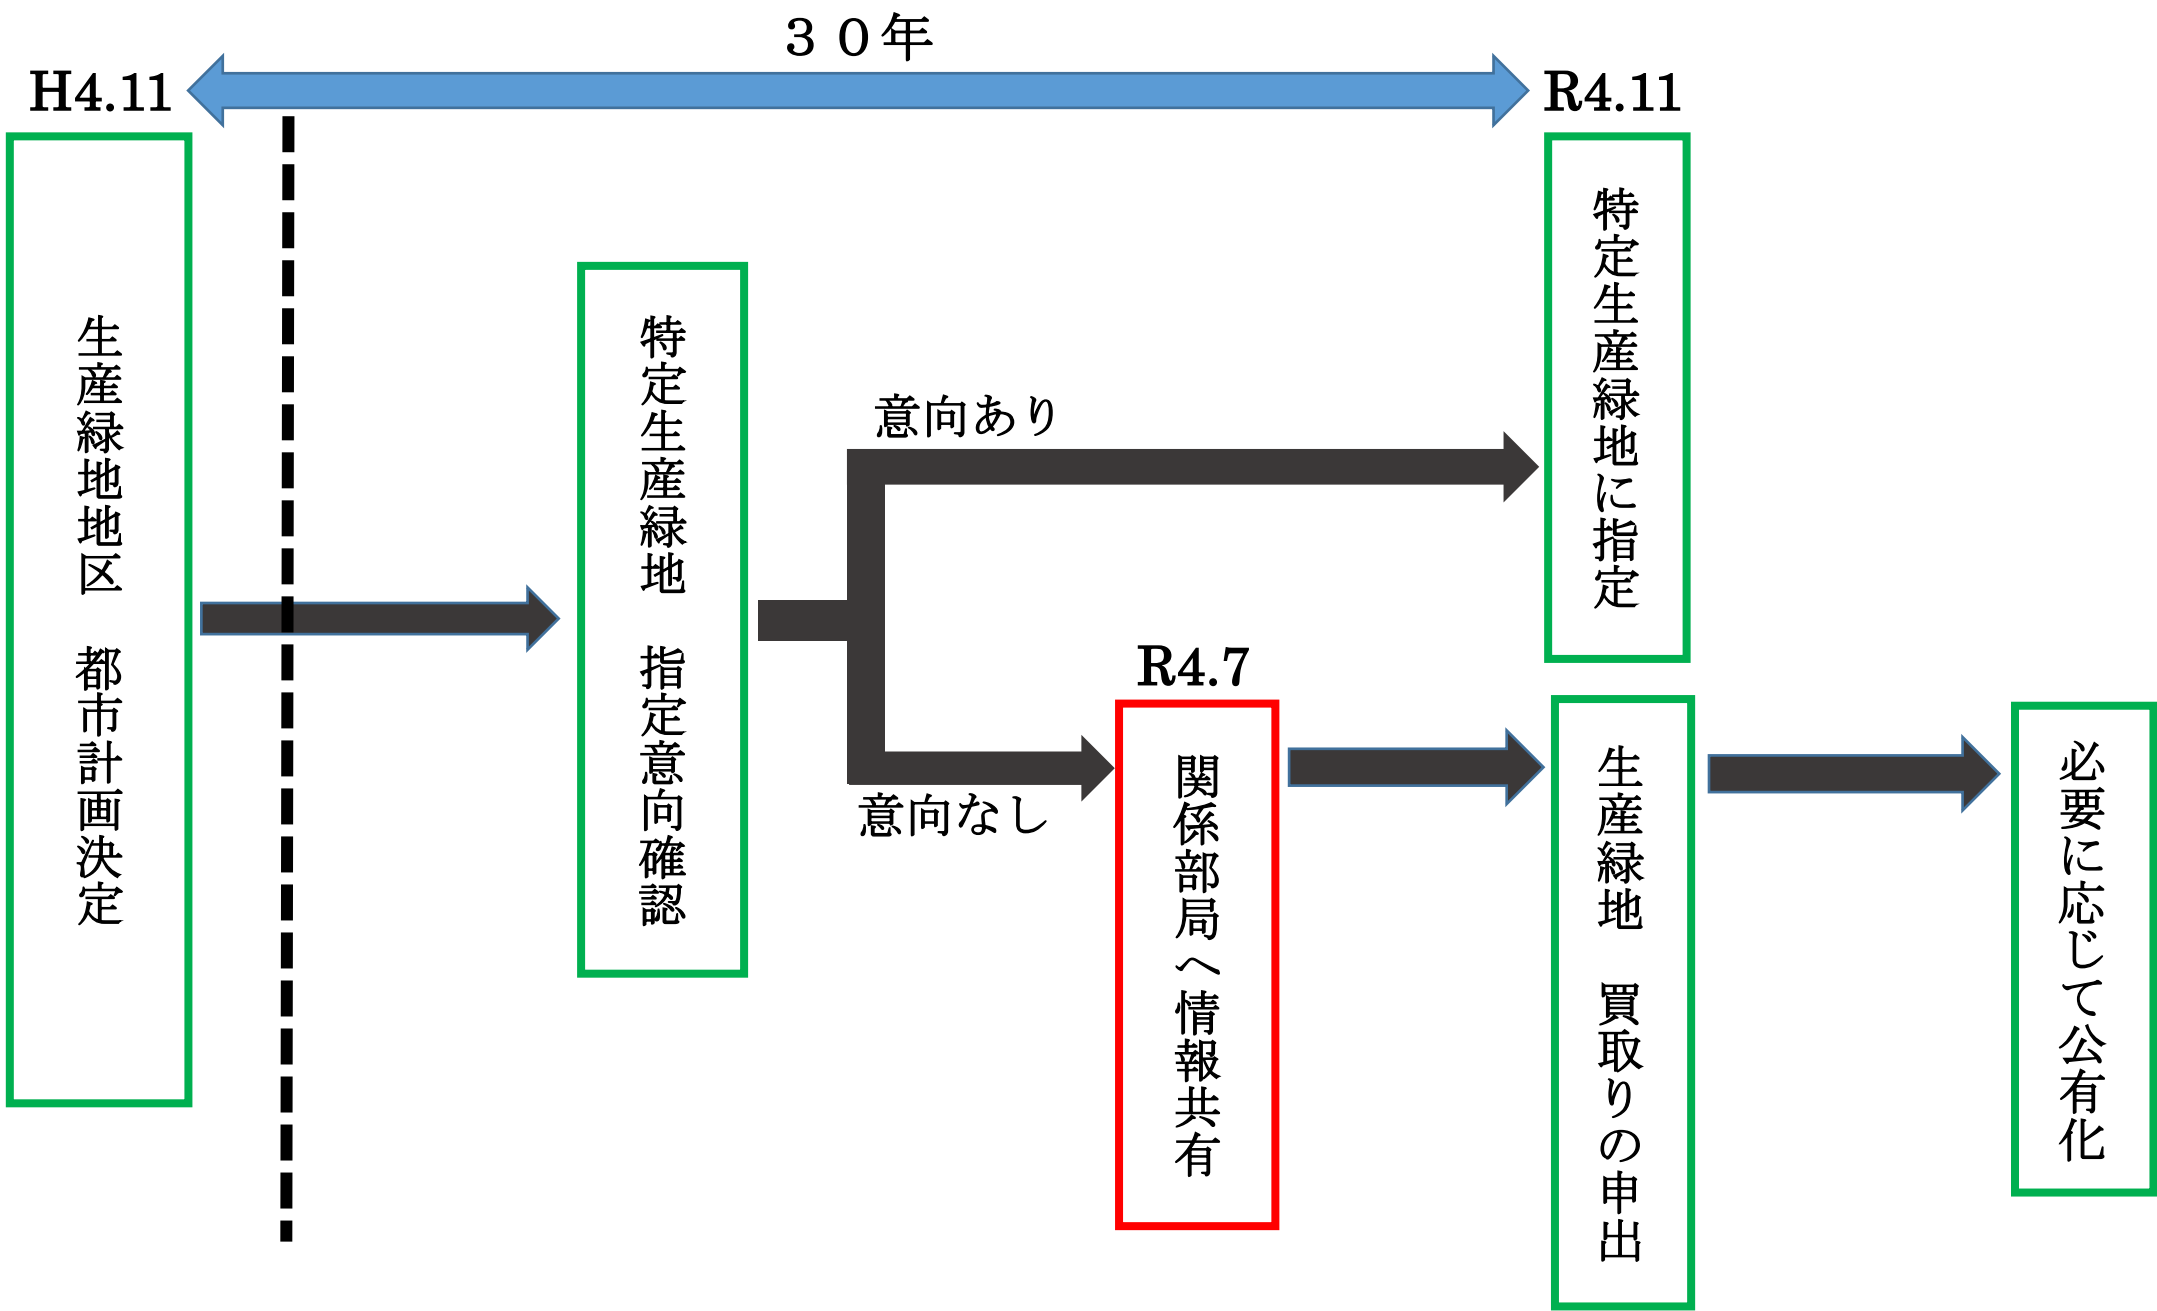 ３０年
H4.11
R4.11
生産緑地地区　都市計画決定
特定生産緑地　指定意向確認
意向あり
特定生産緑地に指定
意向なし
R4.7
関係部局へ情報共有
生産緑地　買取りの申出
必要に応じて公有化